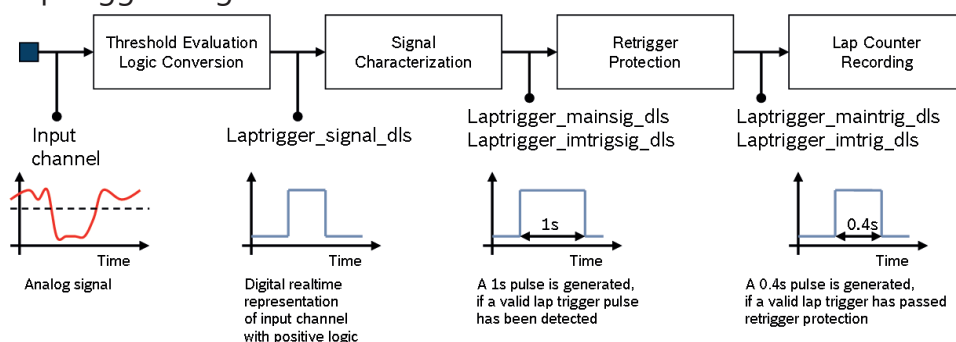 Threshold Evaluation
Logic Conversion
Signal
Characterization
Retrigger
Protection
Lap Counter
Recording
Input
channel
Laptrigger_signal_dls
Laptrigger_mainsig_dls
Laptrigger_imtrigsig_dls
Laptrigger_maintrig_dls
Laptrigger_imtrig_dls
1s
0.4s
Time
Time
Time
Time
Analog signal
Digital realtime
representation
of input channel
with positive logic
A 1s pulse is generated,
if a valid lap trigger pulse
has been detected
A 0.4s pulse is generated,
if a valid lap trigger has passed
retrigger protection